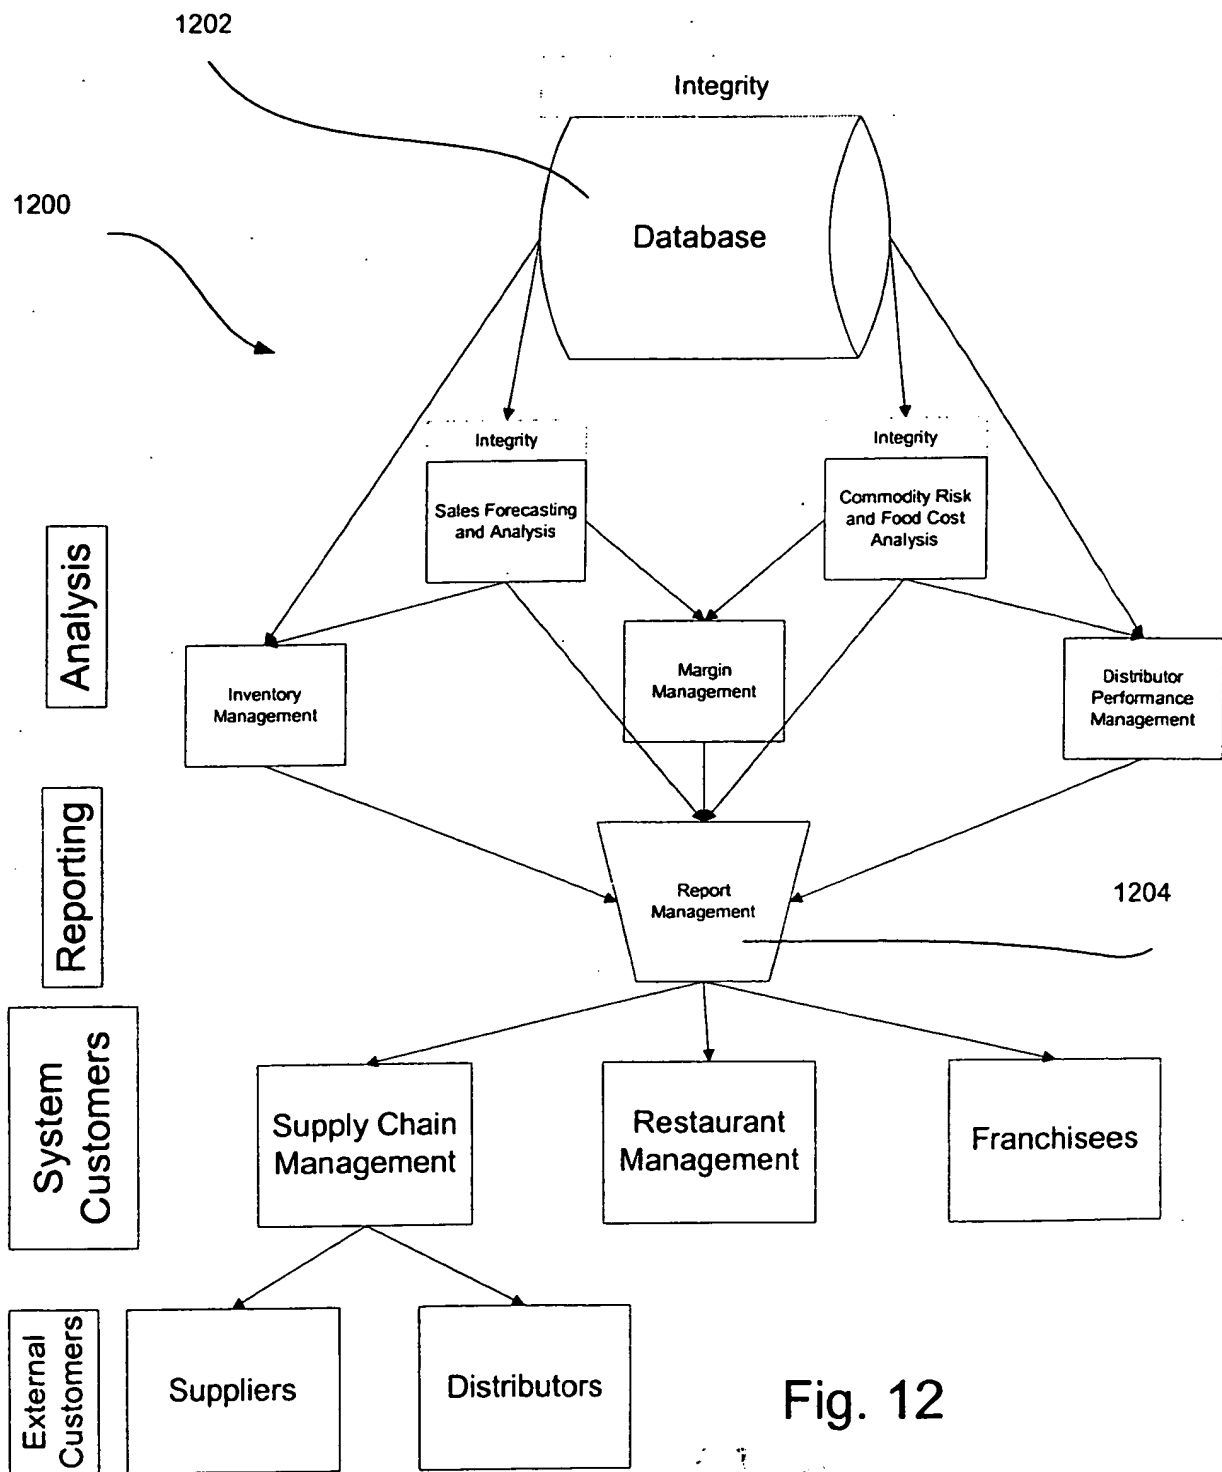 1202
Integrity
1200
Database
Integrity
Integrity
Sales Forecasting
and Analysis
Commodity Risk
and Food Cost
Analysis
Analysis
Inventory
Management
Margin
Management
Distributor
Performance
Management
Reporting
Report
Management
1204
System
Customers
Supply Chain
Management
Restaurant
Management
Franchisees
External
Customers
Suppliers
Distributors
Fig. 12